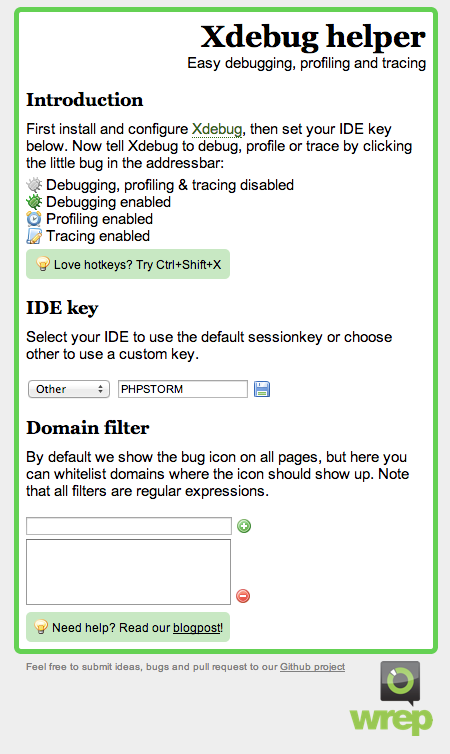 Xdebug helper
Easy debugging, profiling and tracing
Introduction
First install and configure Xdebug, then set your IDE key
below. Now tell Xdebug to debug, profile or trace by clicking
the little bug in the addressbar:
Debugging, profiling & tracing disabled
Debugging enabled
Profiling enabled
Tracing enabled
Love hotkeys? Try Ctrl+Shift+X
IDE key
Select your IDE to use the default sessionkey or choose
other to use a custom key.
Other PHPSTORM
Domain filter
By default we show the bug icon on all pages, but here you
can whitelist domains where the icon should show up. Note
that all filters are regular expressions.
Need help? Read our blogpost!
Feel free to submit ideas, bugs and pull request to our Github project
wrep